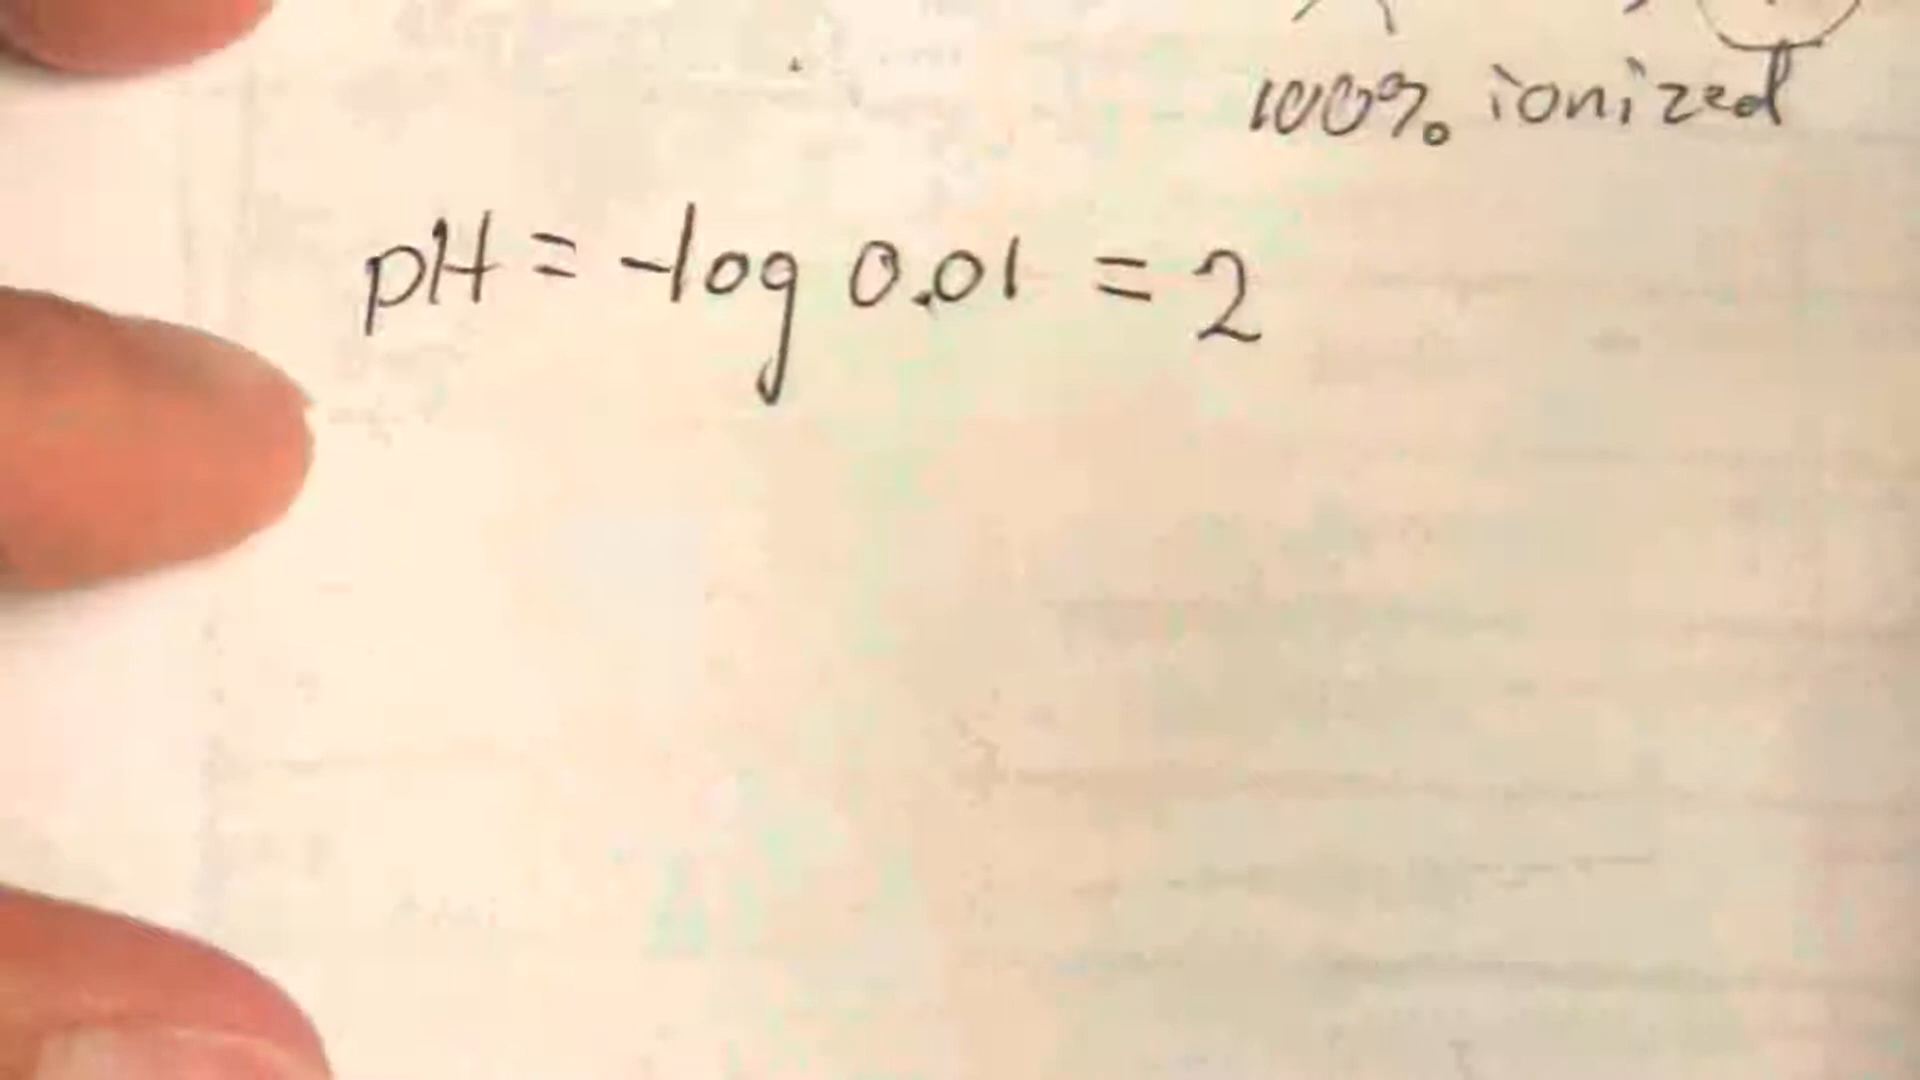 100% ionized
pH = -log 0.01 = 2